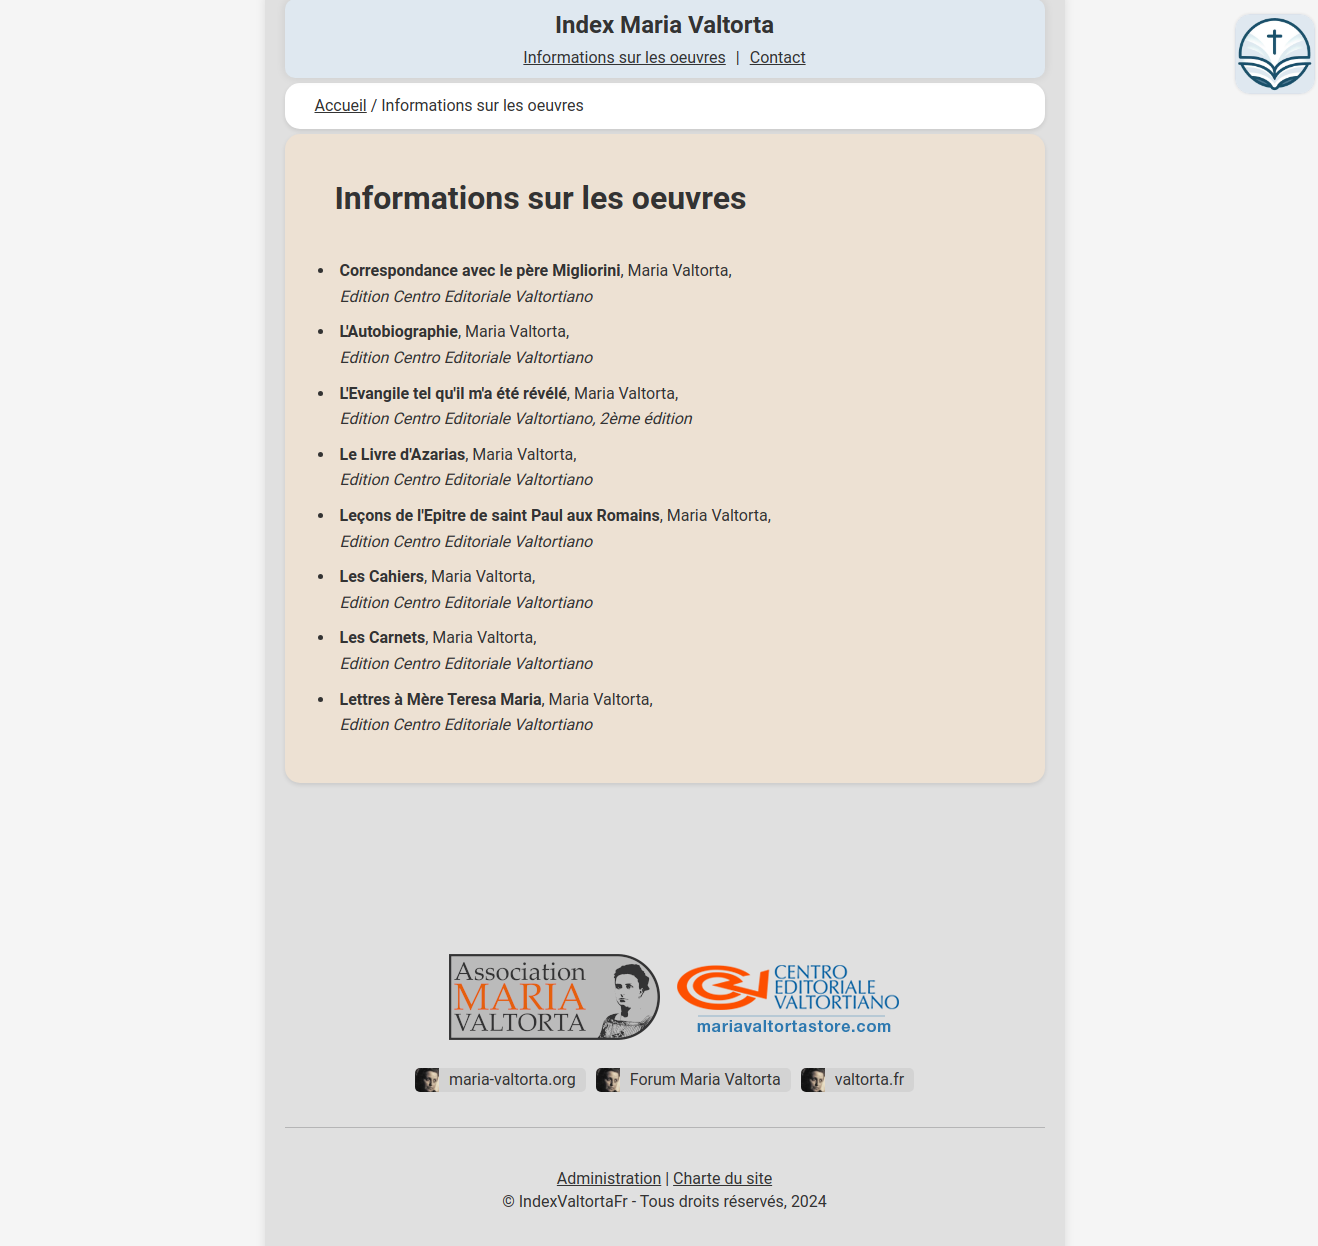 Index Maria Valtorta
Informations sur les oeuvres | Contact
Accueil / Informations sur les oeuvres
Informations sur les oeuvres
Correspondance avec le père Migliorini, Maria Valtorta,
Edition Centro Editoriale Valtortiano
L'Autobiographie, Maria Valtorta,
Edition Centro Editoriale Valtortiano
L'Evangile tel qu'il m'a été révélé, Maria Valtorta,
Edition Centro Editoriale Valtortiano, 2ème édition
Le Livre d'Azarias, Maria Valtorta,
Edition Centro Editoriale Valtortiano
Leçons de l'Epitre de saint Paul aux Romains, Maria Valtorta,
Edition Centro Editoriale Valtortiano
Les Cahiers, Maria Valtorta,
Edition Centro Editoriale Valtortiano
Les Carnets, Maria Valtorta,
Edition Centro Editoriale Valtortiano
Lettres à Mère Teresa Maria, Maria Valtorta,
Edition Centro Editoriale Valtortiano
Association
MARIA
VALTORTA
CENTRO
EDITORIALE
VALTORTIANO
mariavaltortastore.com
maria-valtorta.org
Forum Maria Valtorta
valtorta.fr
Administration | Charte du site
© IndexValtortaFr - Tous droits réservés, 2024